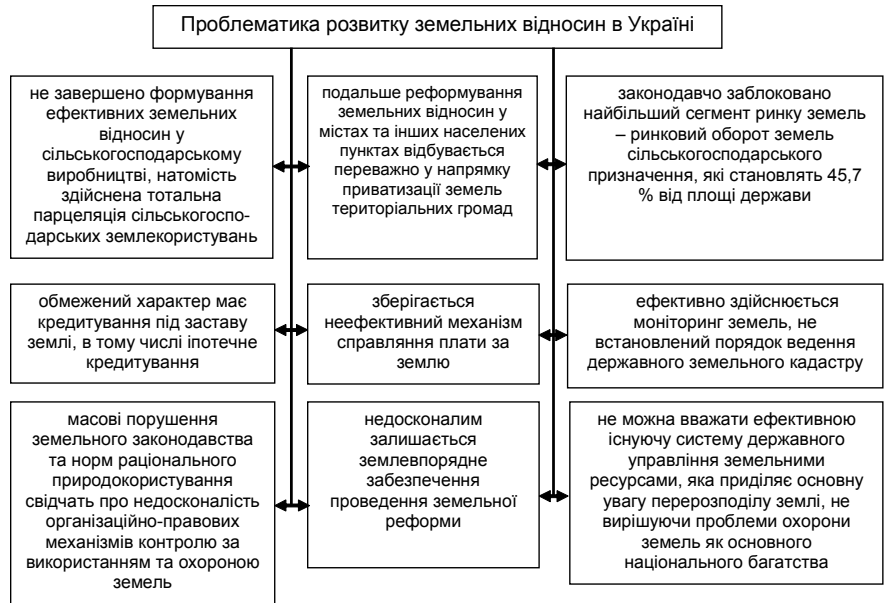 Проблематика розвитку земельних відносин в Україні
не завершено формування
ефективних земельних
відносин у
сільськогосподарському
виробництві, натомість
здійснена тотальна
парцеляція сільськогоспо-
дарських землекористувань
подальше реформування
земельних відносин у
містах та інших населених
пунктах відбувається
переважно у напрямку
приватизації земель
територіальних громад
законодавчо заблоковано
найбільший сегмент ринку земель
– ринковий оборот земель
сільськогосподарського
призначення, які становлять 45,7
% від площі держави
обмежений характер має
кредитування під заставу
землі, в тому числі іпотечне
кредитування
зберігається
неефективний механізм
справляння плати за
землю
ефективно здійснюється
моніторинг земель, не
встановлений порядок ведення
державного земельного кадастру
масові порушення
земельного законодавства
та норм раціонального
природокористування
свідчать про недосконалість
організаційно-правових
механізмів контролю за
використанням та охороною
земель
недосконалим
залишається
землевпорядне
забезпечення
проведення земельної
реформи
не можна вважати ефективною
існуючу систему державного
управління земельними
ресурсами, яка приділяє основну
увагу перерозподілу землі, не
вирішуючи проблеми охорони
земель як основного
національного багатства